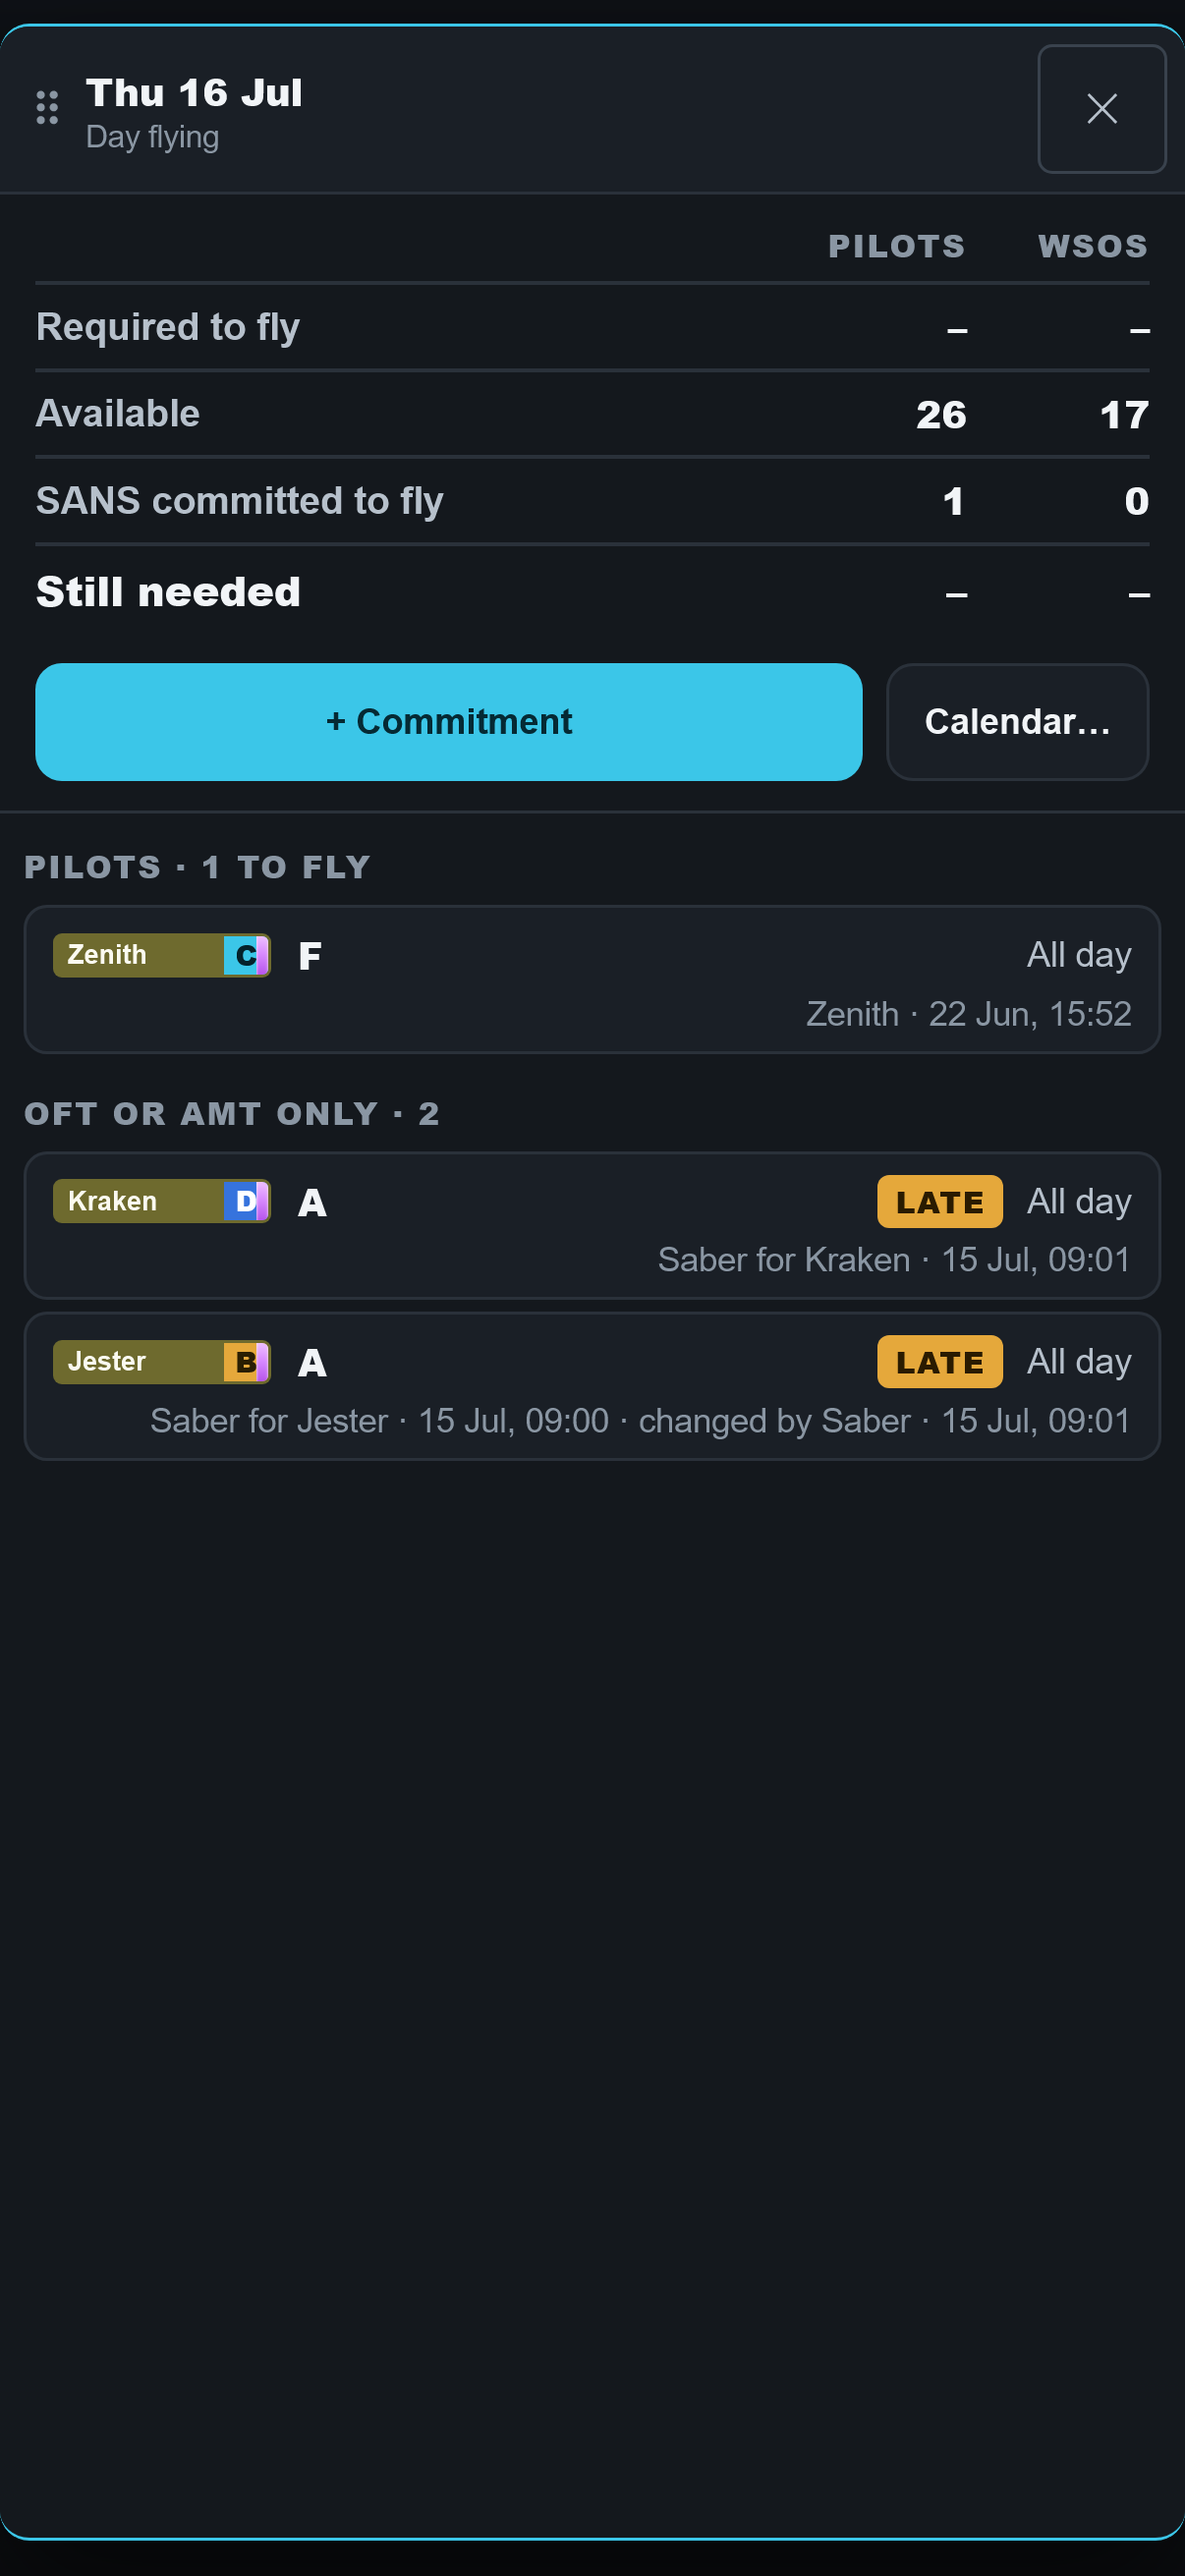 Thu 16 Jul
Day flying
PILOTS WSOS
Required to fly – –
Available 26 17
SANS committed to fly 1 0
Still needed – –
+ Commitment Calendar...
PILOTS · 1 TO FLY
Zenith C F All day
Zenith · 22 Jun, 15:52
OFT OR AMT ONLY · 2
Kraken D A LATE All day
Saber for Kraken · 15 Jul, 09:01
Jester B A LATE All day
Saber for Jester · 15 Jul, 09:00 · changed by Saber · 15 Jul, 09:01